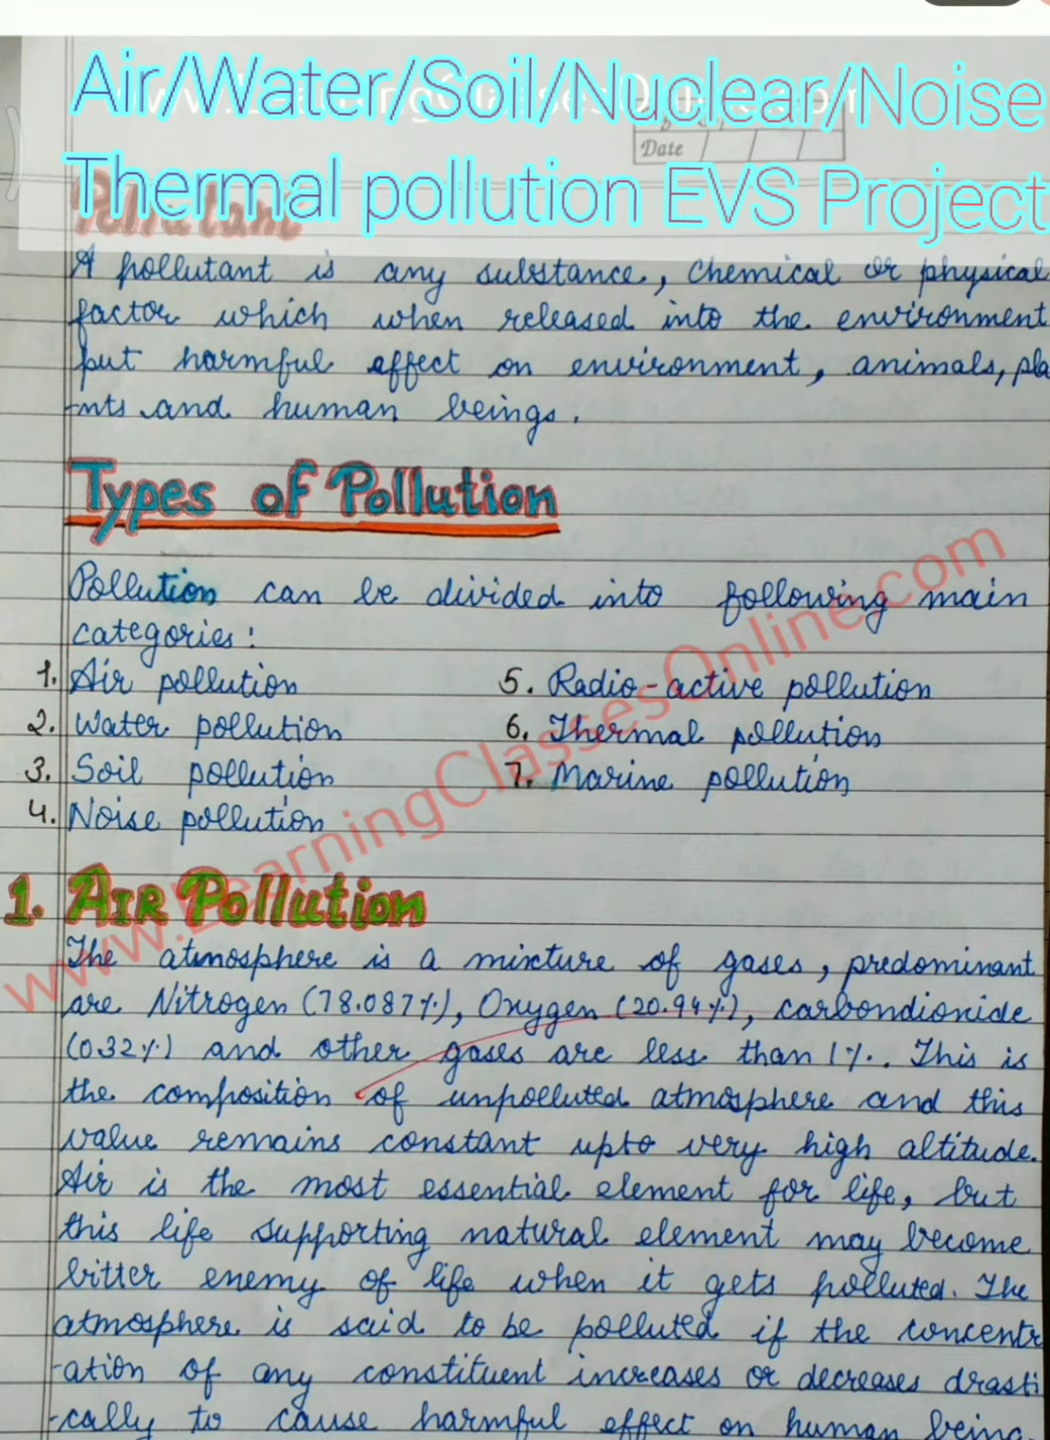 Air/Water/Soil/Nuclear/Noise
Thermal pollution EVS Project
Date
Pollutant
A pollutant is any substance, chemical or physical
factor which when released into the environment
put harmful effect on environment, animals, pla
-nts and human beings.
Types of Pollution
Pollution can be divided into following main
categories:
1. Air pollution
2. Water pollution
3. Soil pollution
4. Noise pollution
5. Radio-active pollution
6. Thermal pollution
7. Marine pollution
www.LearningClassesOnline.com
1. AIR Pollution
The atmosphere is a mixture of gases, predominant
are Nitrogen (78.087%), Oxygen (20.94%), carbondioxide
(0.32%) and other gases are less than 1%. This is
the composition of unpolluted atmosphere and this
value remains constant upto very high altitude.
Air is the most essential element for life, but
this life supporting natural element may become
bitter enemy of life when it gets polluted. The
atmosphere is said to be polluted if the concentr
-ation of any constituent increases or decreases drasti
-cally to cause harmful effect on human being.